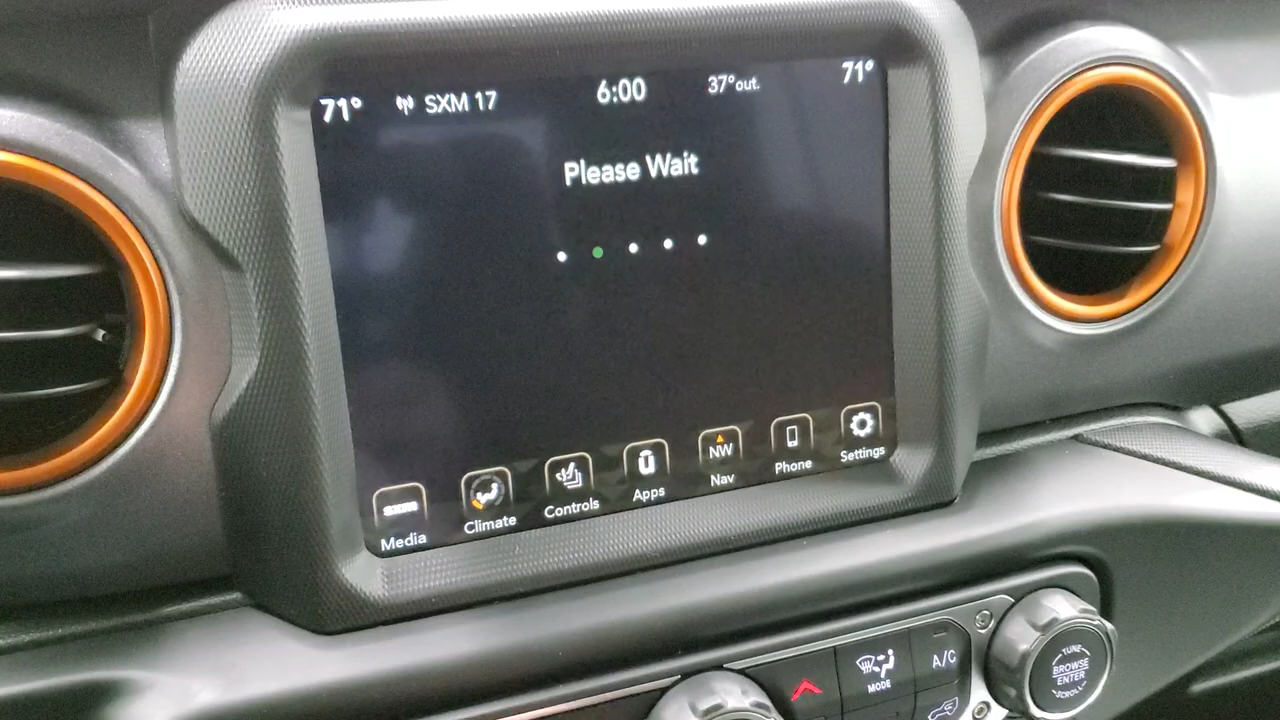 71° SXM 17 6:00 37°out. 71°
Please Wait
sxm NW
Media Climate Controls Apps Nav Phone Settings
MODE A/C
TUNE
BROWSE
ENTER
SCROLL